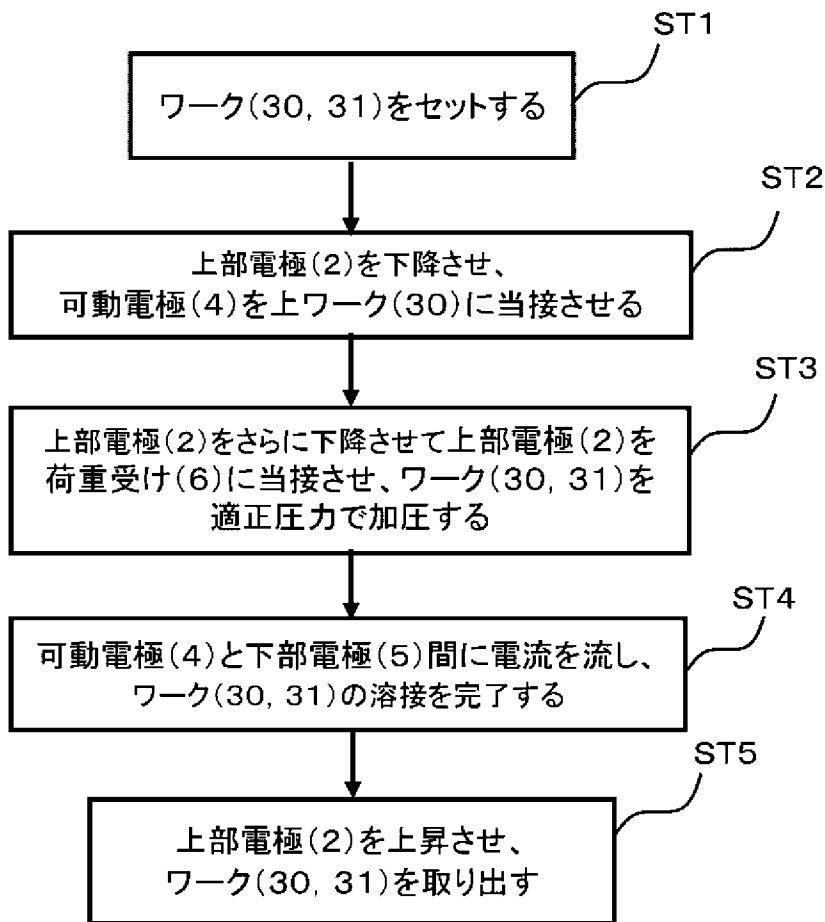 ST1
ワーク(30, 31)をセットする
ST2
上部電極(2)を下降させ、
可動電極(4)を上ワーク(30)に当接させる
ST3
上部電極(2)をさらに下降させて上部電極(2)を
荷重受け(6)に当接させ、ワーク(30, 31)を
適正圧力で加圧する
ST4
可動電極(4)と下部電極(5)間に電流を流し、
ワーク(30, 31)の溶接を完了する
ST5
上部電極(2)を上昇させ、
ワーク(30, 31)を取り出す